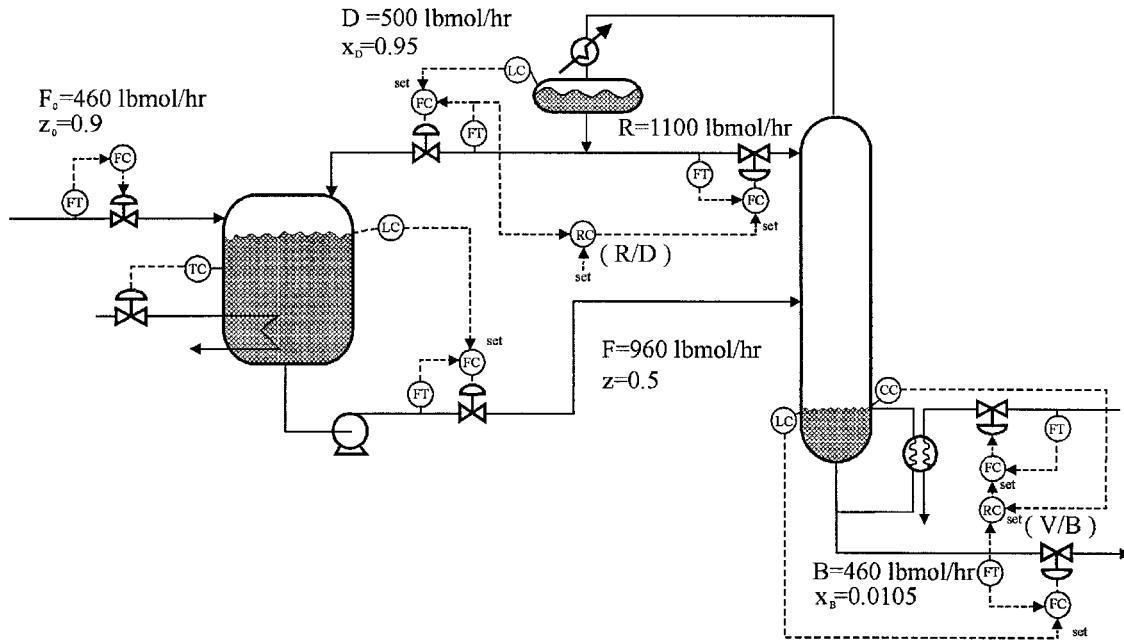 D =500 lbmol/hr
x_D=0.95
F_0=460 lbmol/hr
z_0=0.9
LC
set
FC
FT
R=1100 lbmol/hr
FC
FT
FT
FC
set
LC
RC
( R/D )
set
TC
set
FC
FT
F=960 lbmol/hr
z=0.5
CC
LC
FT
FC
set
RC
set
( V/B )
B=460 lbmol/hr
x_B=0.0105
FT
FC
set